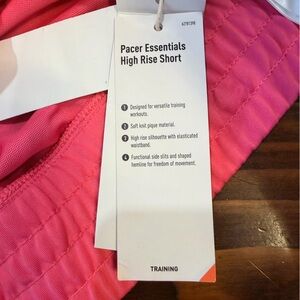 Pacer Essentials
High Rise Short
1 Designed for versatile training
workouts.
2 Soft knit pique material.
3 High rise silhouette with elasticated
waistband.
4 Functional side slits and shaped
hemline for freedom of movement.
TRAINING